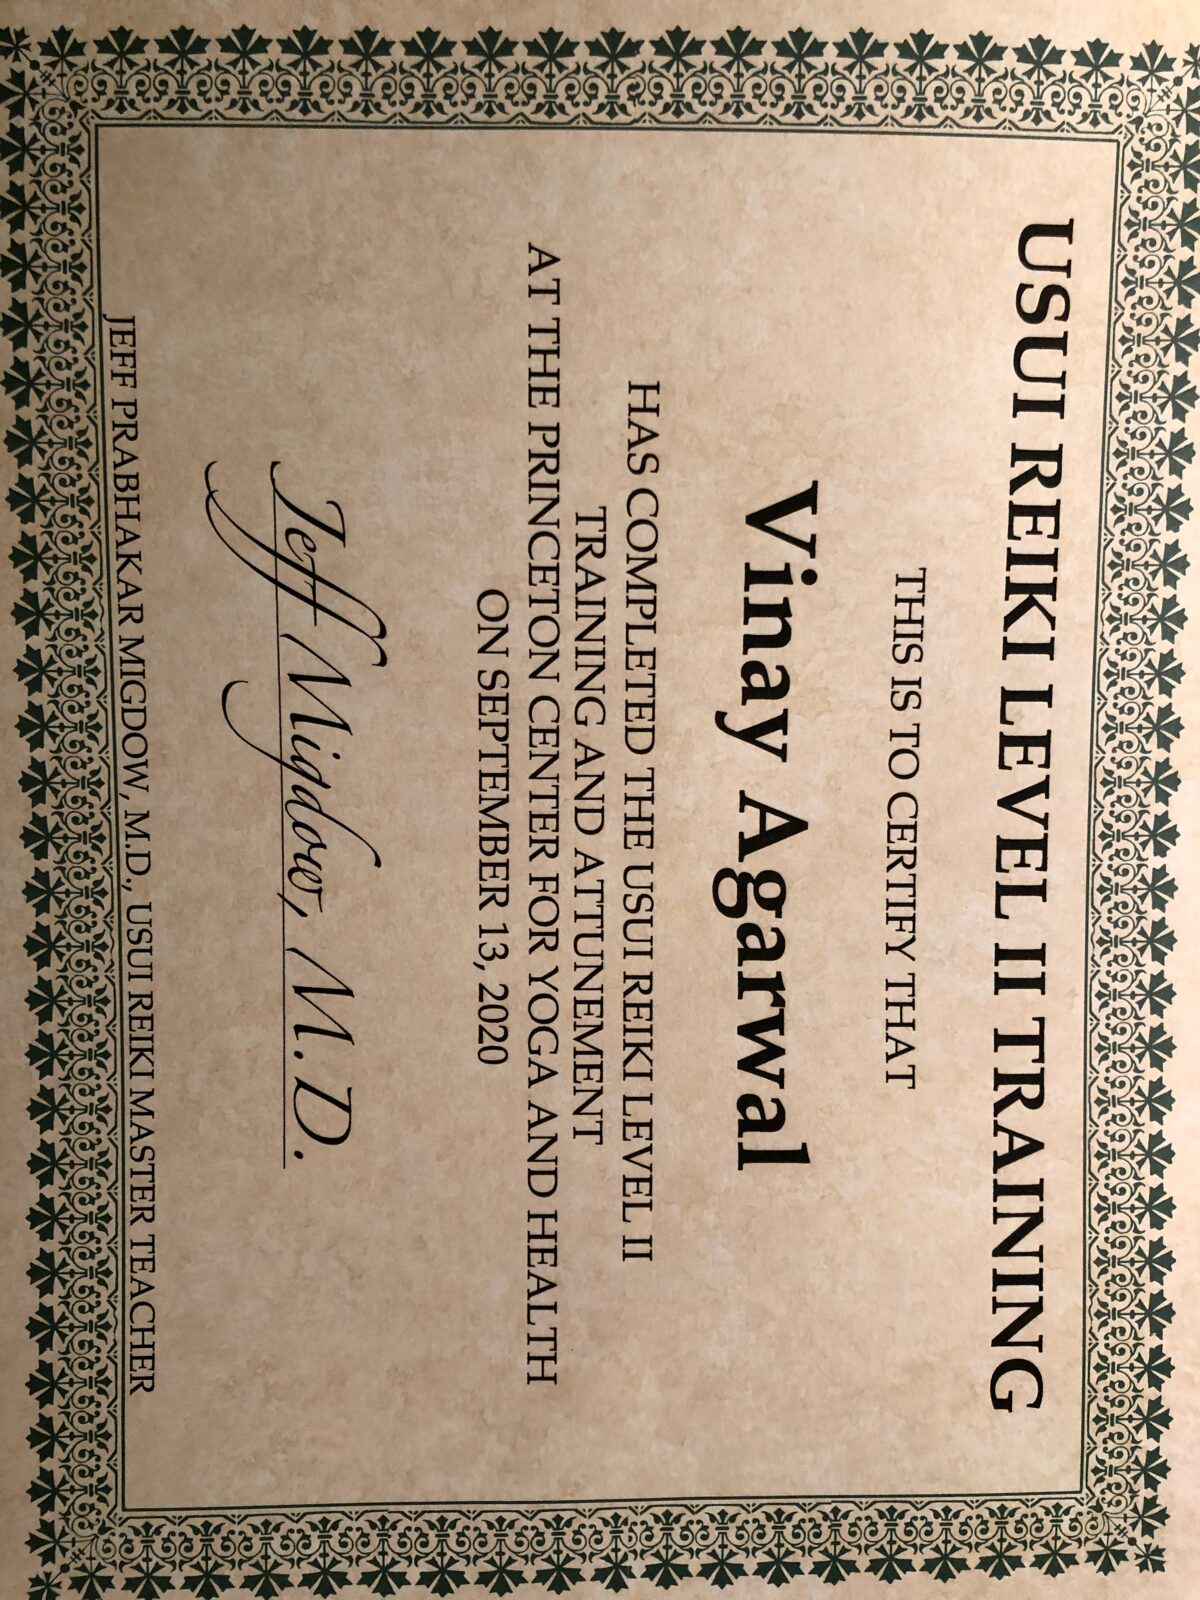 USUI REIKI LEVEL II TRAINING
THIS IS TO CERTIFY THAT
Vinay Agarwal
HAS COMPLETED THE USUI REIKI LEVEL II
TRAINING AND ATTUNEMENT
AT THE PRINCETON CENTER FOR YOGA AND HEALTH
ON SEPTEMBER 13, 2020
Jeff Migdow, M.D.
JEFF PRABHAKAR MIGDOW, M.D., USUI REIKI MASTER TEACHER